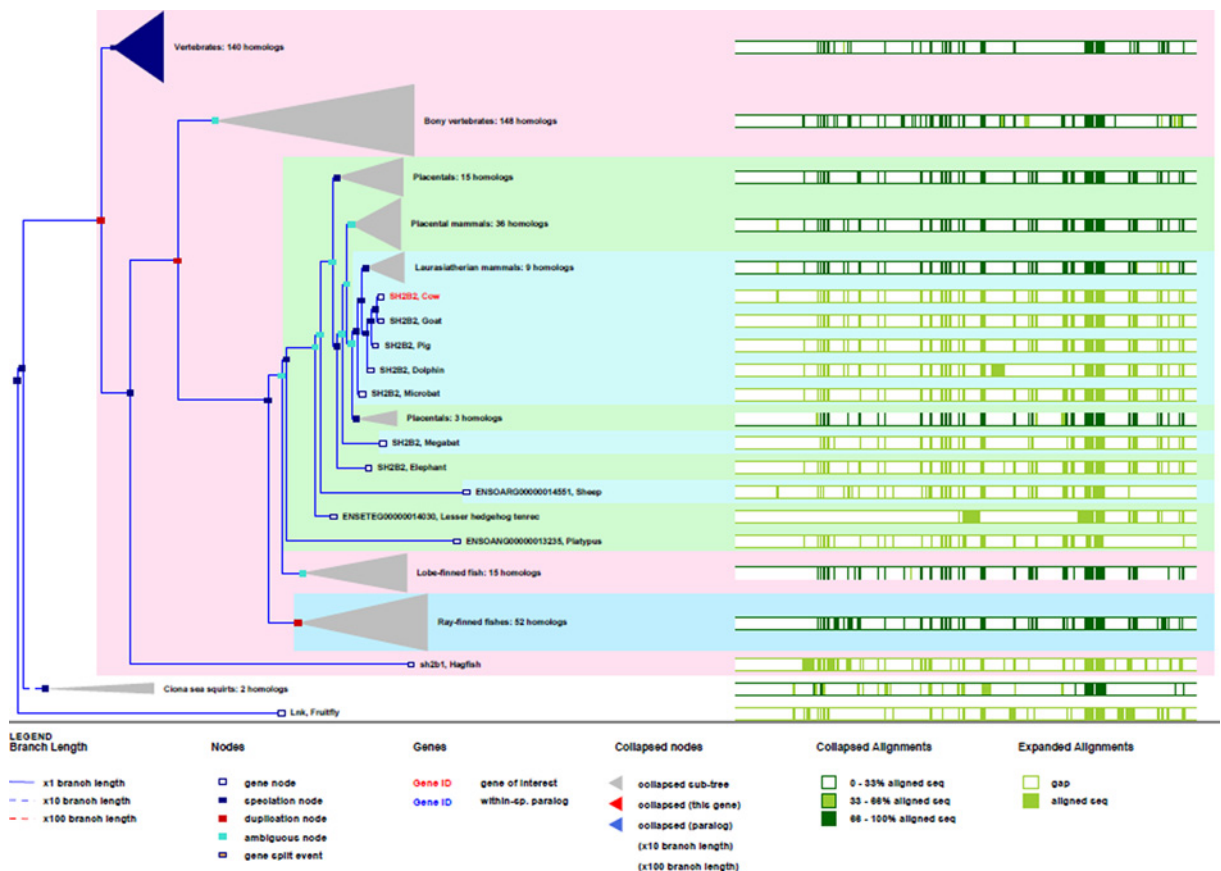 Vertebrates: 140 homologs
Bony vertebrates: 148 homologs
Placentals: 15 homologs
Placental mammals: 36 homologs
Laurasiatherian mammals: 9 homologs
SH2B2, Cow
SH2B2, Goat
SH2B2, Pig
SH2B2, Dolphin
SH2B2, Microbat
Placentals: 3 homologs
SH2B2, Megabat
SH2B2, Elephant
ENSOARG00000014551, Sheep
ENSETEG00000014030, Lesser hedgehog tenrec
ENSOANG00000013235, Platypus
Lobe-finned fish: 15 homologs
Ray-finned fishes: 52 homologs
sh2b1, Hagfish
Ciona sea squirts: 2 homologs
Lnk, Fruitfly
LEGEND
Branch Length
x1 branch length
x10 branch length
x100 branch length
Nodes
gene node
speciation node
duplication node
ambiguous node
gene split event
Genes
Gene ID gene of interest
Gene ID within-sp. paralog
Collapsed nodes
collapsed sub-tree
collapsed (this gene)
collapsed (paralog)
(x10 branch length)
(x100 branch length)
Collapsed Alignments
0 - 33% aligned seq
33 - 66% aligned seq
66 - 100% aligned seq
Expanded Alignments
gap
aligned seq